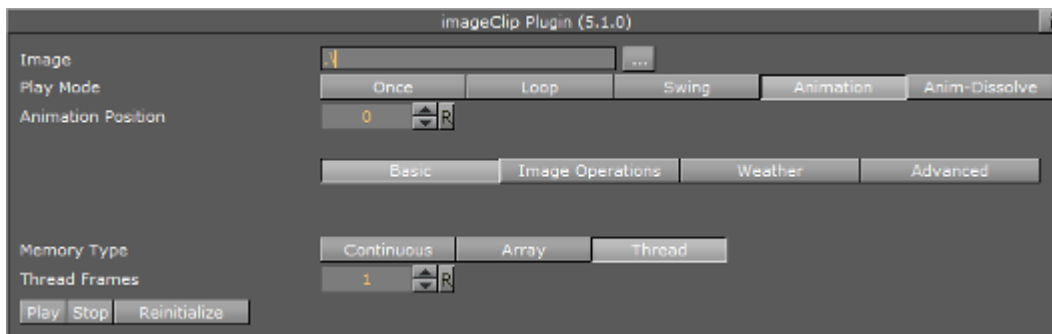 imageClip Plugin (5.1.0)
Image .\ ...
Play Mode Once Loop Swing Animation Anim-Dissolve
Animation Position 0 R
Basic Image Operations Weather Advanced
Memory Type Continuous Array Thread
Thread Frames 1 R
Play Stop Reinitialize